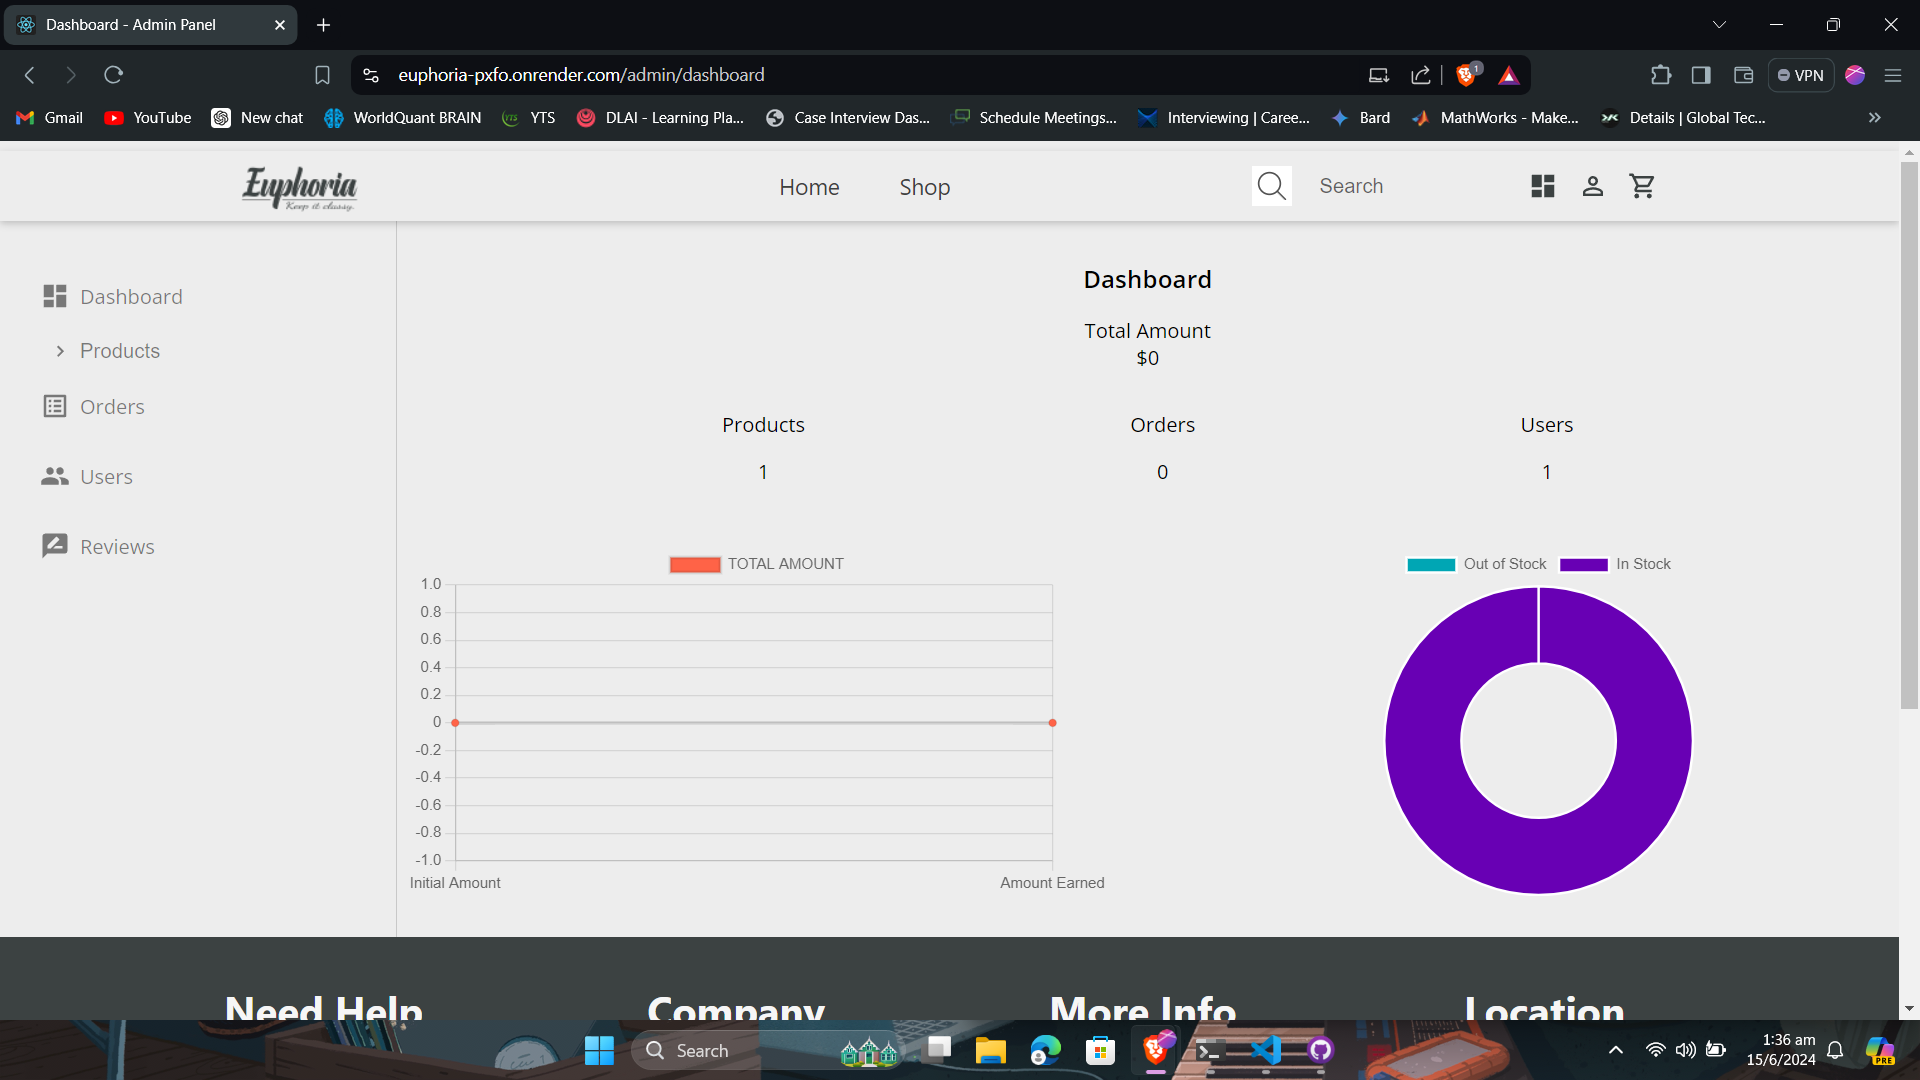 Dashboard - Admin Panel
euphoria-pxfo.onrender.com/admin/dashboard
1
VPN
Gmail
YouTube
New chat
WorldQuant BRAIN
YTS
DLAI - Learning Pla...
Case Interview Das...
Schedule Meetings...
Interviewing | Caree...
Bard
MathWorks - Make...
Details | Global Tec...
Euphoria
Keep it classy.
Home
Shop
Search
Dashboard
Products
Orders
Users
Reviews
Dashboard
Total Amount
$0
Products
Orders
Users
1
0
1
TOTAL AMOUNT
1.0
0.8
0.6
0.4
0.2
0
-0.2
-0.4
-0.6
-0.8
-1.0
Initial Amount
Amount Earned
Out of Stock
In Stock
Need Help
Company
More Info
Location
Search
1:36 am
15/6/2024
PRE